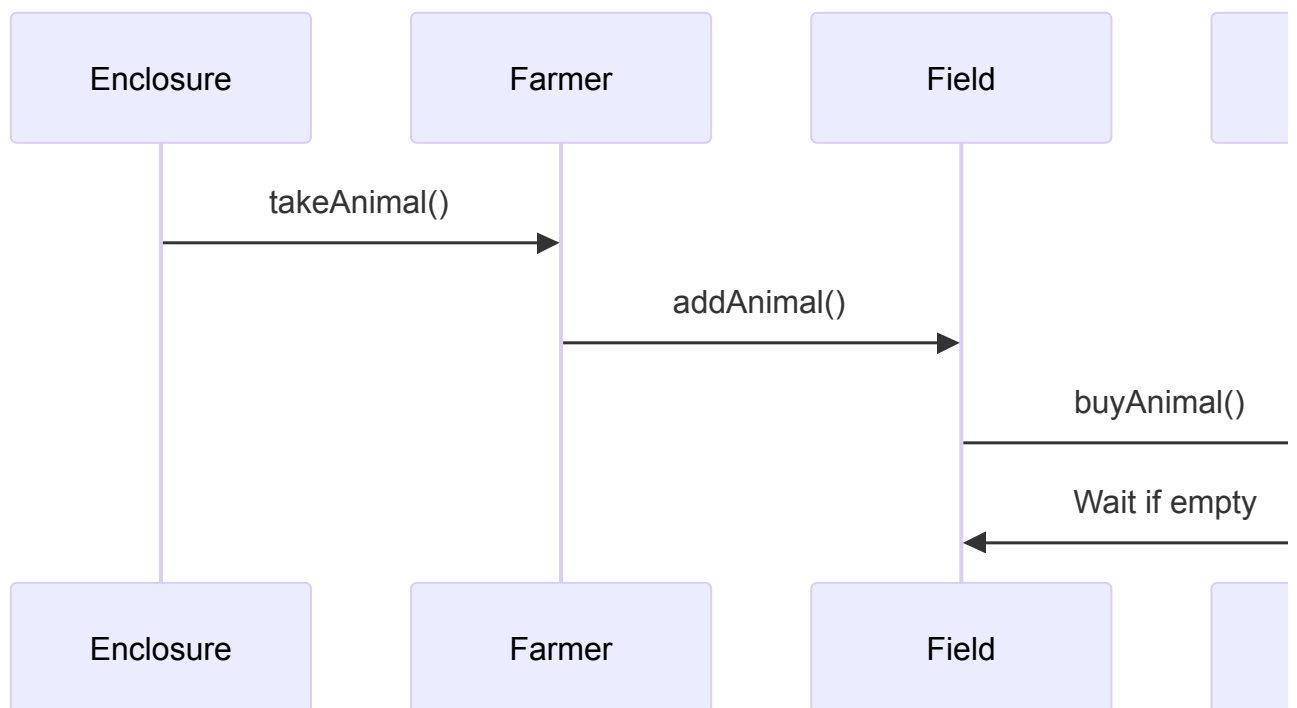 Enclosure
Farmer
Field
takeAnimal()
addAnimal()
buyAnimal()
Wait if empty
Enclosure
Farmer
Field